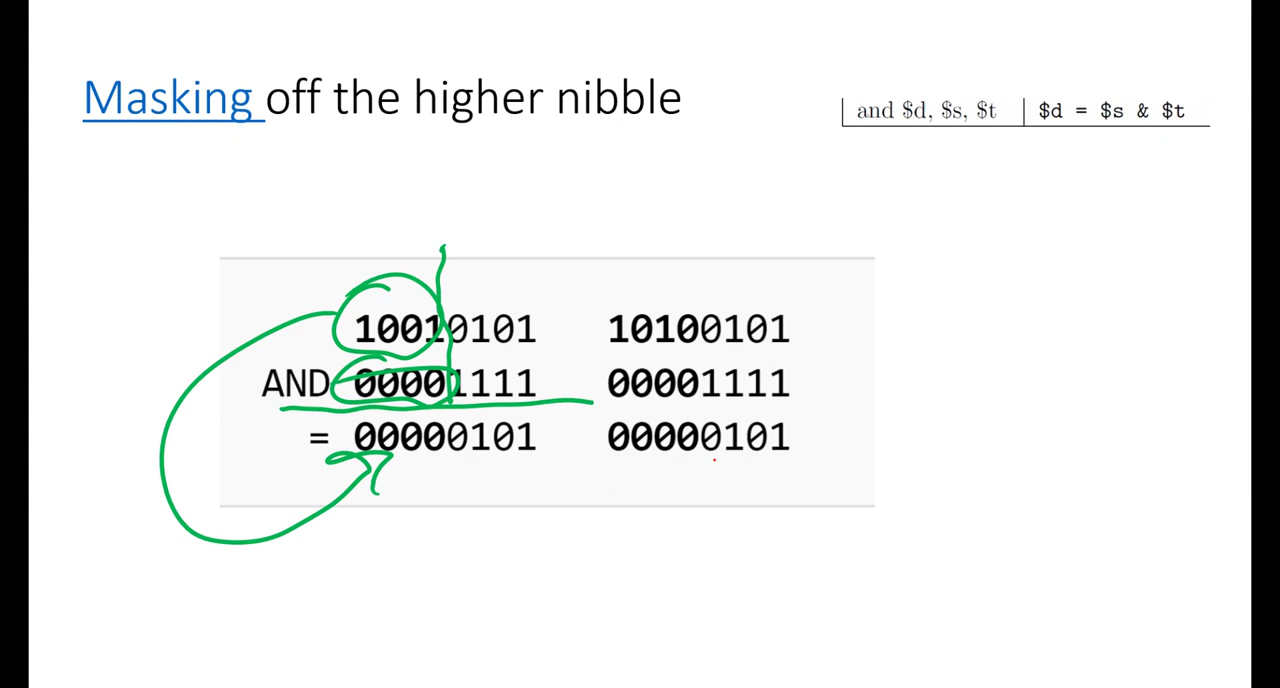 Masking off the higher nibble
and $d, $s, $t $d = $s & $t
10010101 10100101
AND 00001111 00001111
= 00000101 00000101